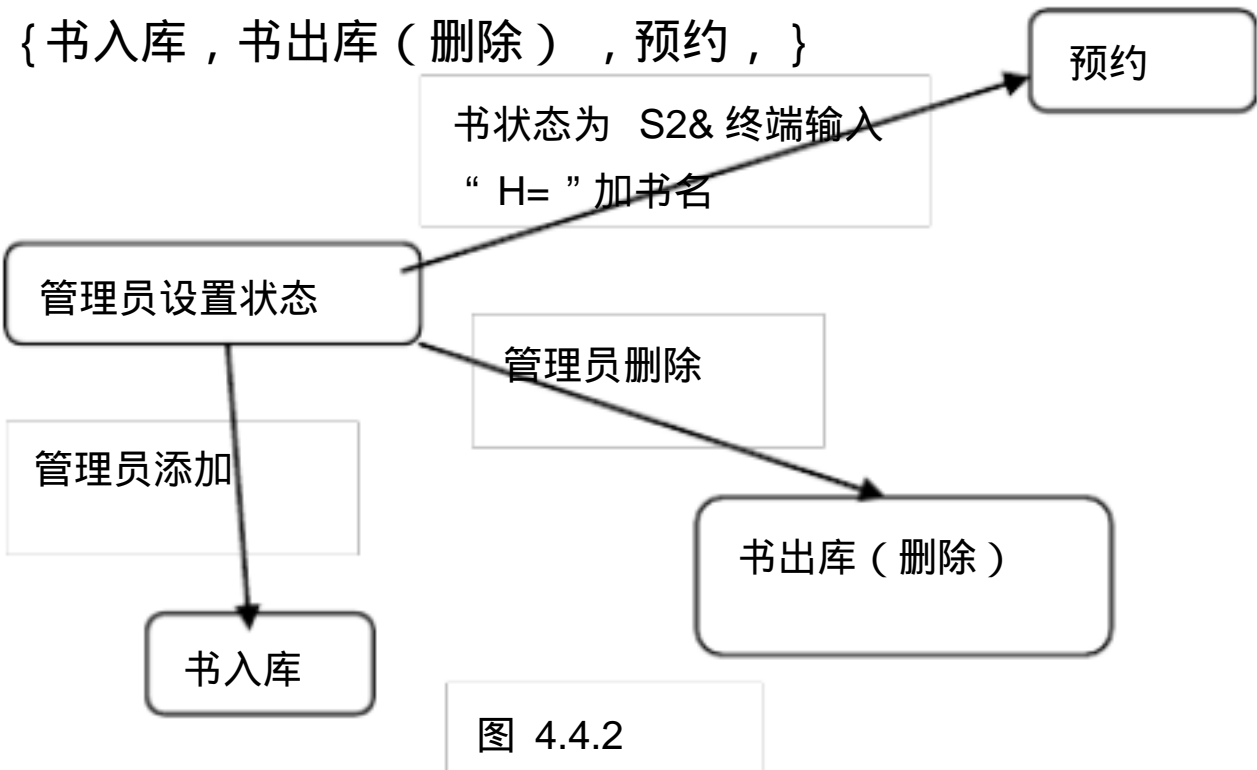 {书入库，书出库（删除），预约，}
预约
书状态为 S2& 终端输入
“H=”加书名
管理员设置状态
管理员删除
管理员添加
书出库（删除）
书入库
图 4.4.2